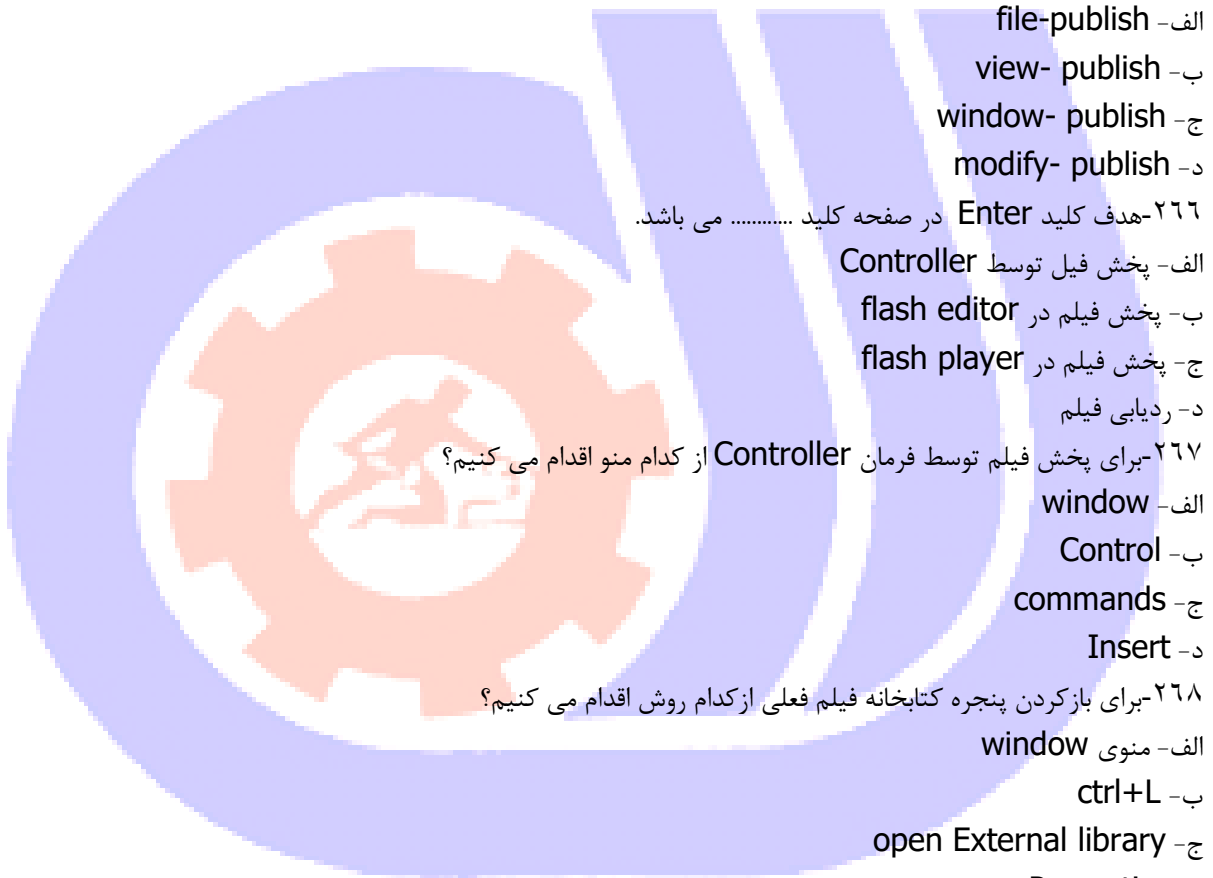 الف- file-publish
ب- view- publish
ج- window- publish
د- modify- publish
۲٦٦-هدف کلید Enter در صفحه کلید ............ می باشد.
الف- پخش فیل توسط Controller
ب- پخش فیلم در flash editor
ج- پخش فیلم در flash player
د- ردیابی فیلم
۲٦۷-برای پخش فیلم توسط فرمان Controller از کدام منو اقدام می کنیم؟
الف- window
ب- Control
ج- commands
د- Insert
۲٦۸-برای بازکردن پنجره کتابخانه فیلم فعلی ازکدام روش اقدام می کنیم؟
الف- منوی window
ب- ctrl+L
ج- open External library